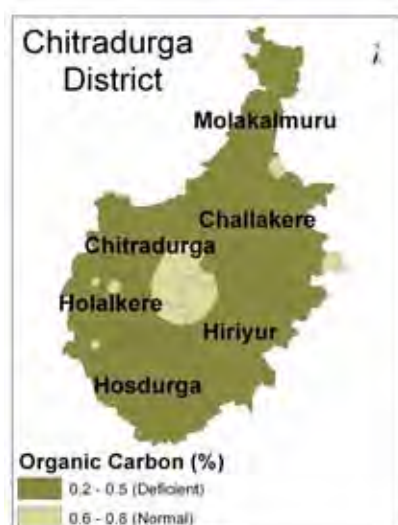 Chitradurga
District
i
Molakalmuru
Challakere
Chitradurga
Holalkere
Hiriyur
Hosdurga
Organic Carbon (%)
0.2 - 0.5 (Deficient)
0.6 - 0.8 (Normal)